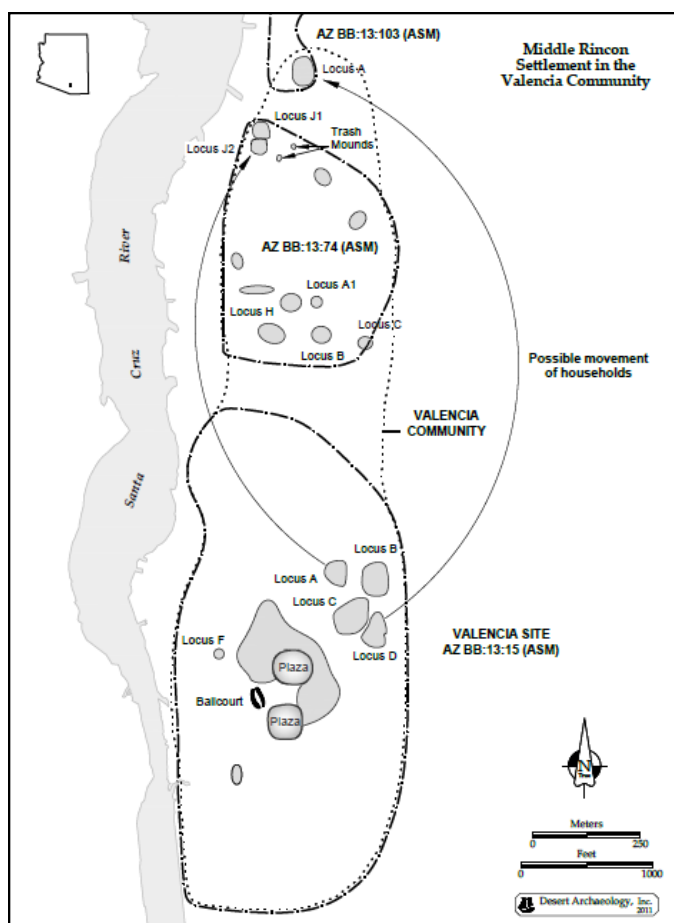 AZ BB:13:103 (ASM)
Middle Rincon
Settlement in the
Valencia Community
Locus A
Locus J1
Locus J2
Trash
Mounds
AZ BB:13:74 (ASM)
Locus A1
Locus H
Locus B
Locus C
Possible movement
of households
VALENCIA
COMMUNITY
River
Cruz
Santa
Locus B
Locus A
Locus C
Locus D
Locus F
Plaza
Ballcourt
Plaza
VALENCIA SITE
AZ BB:13:15 (ASM)
N
True
Meters
0 250
Feet
0 1000
Desert Archaeology, Inc.
2011